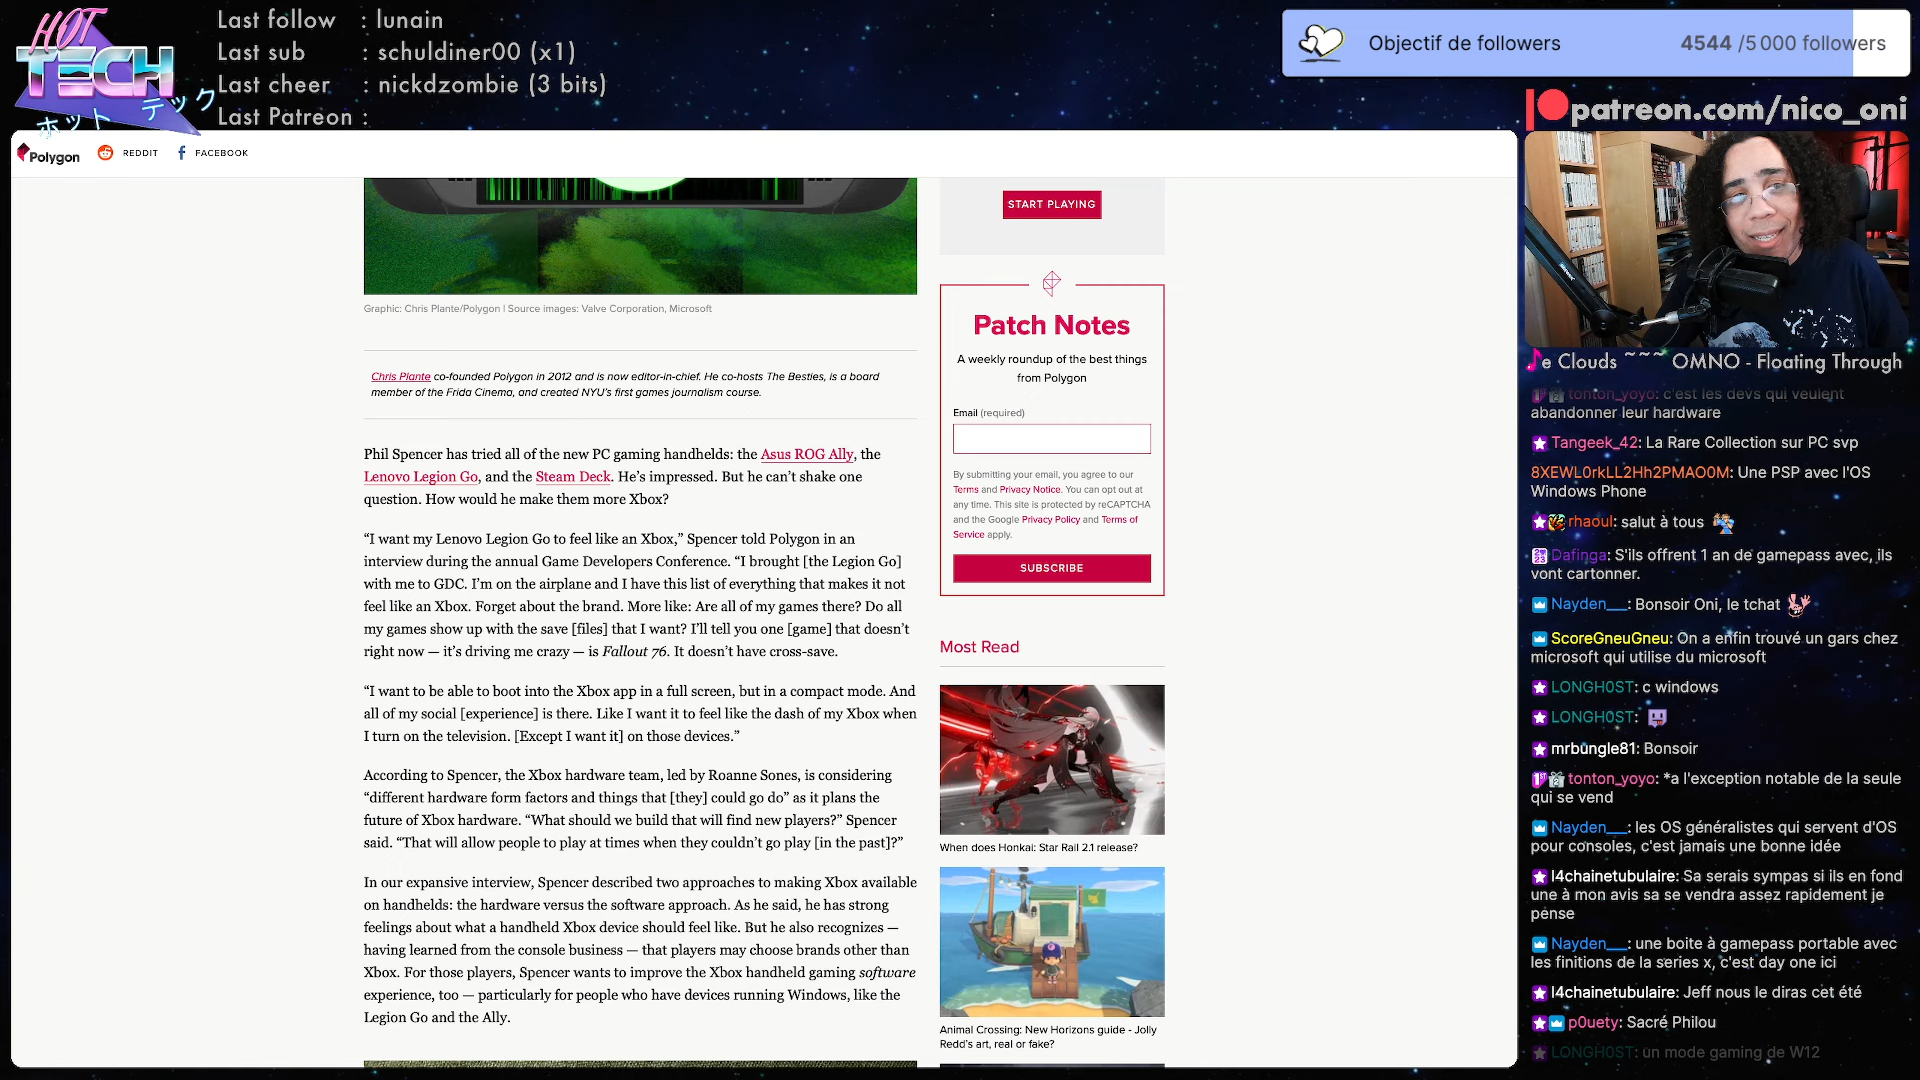 HOT
TECH
ホット テック
Last follow : lunain
Last sub : schuldiner00 (x1)
Last cheer : nickdzombie (3 bits)
Last Patreon :
Objectif de followers 4544 /5 000 followers
patreon.com/nico_oni
Polygon REDDIT FACEBOOK
Graphic: Chris Plante/Polygon | Source images: Valve Corporation, Microsoft
Chris Plante co-founded Polygon in 2012 and is now editor-in-chief. He co-hosts The Besties, is a board
member of the Frida Cinema, and created NYU's first games journalism course.
Phil Spencer has tried all of the new PC gaming handhelds: the Asus ROG Ally, the
Lenovo Legion Go, and the Steam Deck. He's impressed. But he can't shake one
question. How would he make them more Xbox?
“I want my Lenovo Legion Go to feel like an Xbox,” Spencer told Polygon in an
interview during the annual Game Developers Conference. “I brought [the Legion Go]
with me to GDC. I'm on the airplane and I have this list of everything that makes it not
feel like an Xbox. Forget about the brand. More like: Are all of my games there? Do all
my games show up with the save [files] that I want? I'll tell you one [game] that doesn't
right now — it's driving me crazy — is Fallout 76. It doesn't have cross-save.
“I want to be able to boot into the Xbox app in a full screen, but in a compact mode. And
all of my social [experience] is there. Like I want it to feel like the dash of my Xbox when
I turn on the television. [Except I want it] on those devices.”
According to Spencer, the Xbox hardware team, led by Roanne Sones, is considering
“different hardware form factors and things that [they] could go do” as it plans the
future of Xbox hardware. “What should we build that will find new players?” Spencer
said. “That will allow people to play at times when they couldn't go play [in the past]?”
In our expansive interview, Spencer described two approaches to making Xbox available
on handhelds: the hardware versus the software approach. As he said, he has strong
feelings about what a handheld Xbox device should feel like. But he also recognizes —
having learned from the console business — that players may choose brands other than
Xbox. For those players, Spencer wants to improve the Xbox handheld gaming software
experience, too — particularly for people who have devices running Windows, like the
Legion Go and the Ally.
START PLAYING
Patch Notes
A weekly roundup of the best things
from Polygon
Email (required)
By submitting your email, you agree to our
Terms and Privacy Notice. You can opt out at
any time. This site is protected by reCAPTCHA
and the Google Privacy Policy and Terms of
Service apply.
SUBSCRIBE
Most Read
When does Honkai: Star Rail 2.1 release?
Animal Crossing: New Horizons guide - Jolly
Redd's art, real or fake?
e Clouds ~~~ OMNO - Floating Through
tonton_yoyo: c'est les devs qui veulent
abandonner leur hardware
Tangeek_42: La Rare Collection sur PC svp
8XEWL0rkLL2Hh2PMAO0M: Une PSP avec l'OS
Windows Phone
rhaoul: salut à tous
Dafinga: S'ils offrent 1 an de gamepass avec, ils
vont cartonner.
Nayden___: Bonsoir Oni, le tchat
ScoreGneuGneu: On a enfin trouvé un gars chez
microsoft qui utilise du microsoft
LONGH0ST: c windows
LONGH0ST:
mrbungle81: Bonsoir
tonton_yoyo: *a l'exception notable de la seule
qui se vend
Nayden___: les OS généralistes qui servent d'OS
pour consoles, c'est jamais une bonne idée
l4chainetubulaire: Sa serais sympas si ils en fond
une à mon avis sa se vendra assez rapidement je
pense
Nayden___: une boite à gamepass portable avec
les finitions de la series x, c'est day one ici
l4chainetubulaire: Jeff nous le diras cet été
p0uety: Sacré Philou
LONGH0ST: un mode gaming de W12